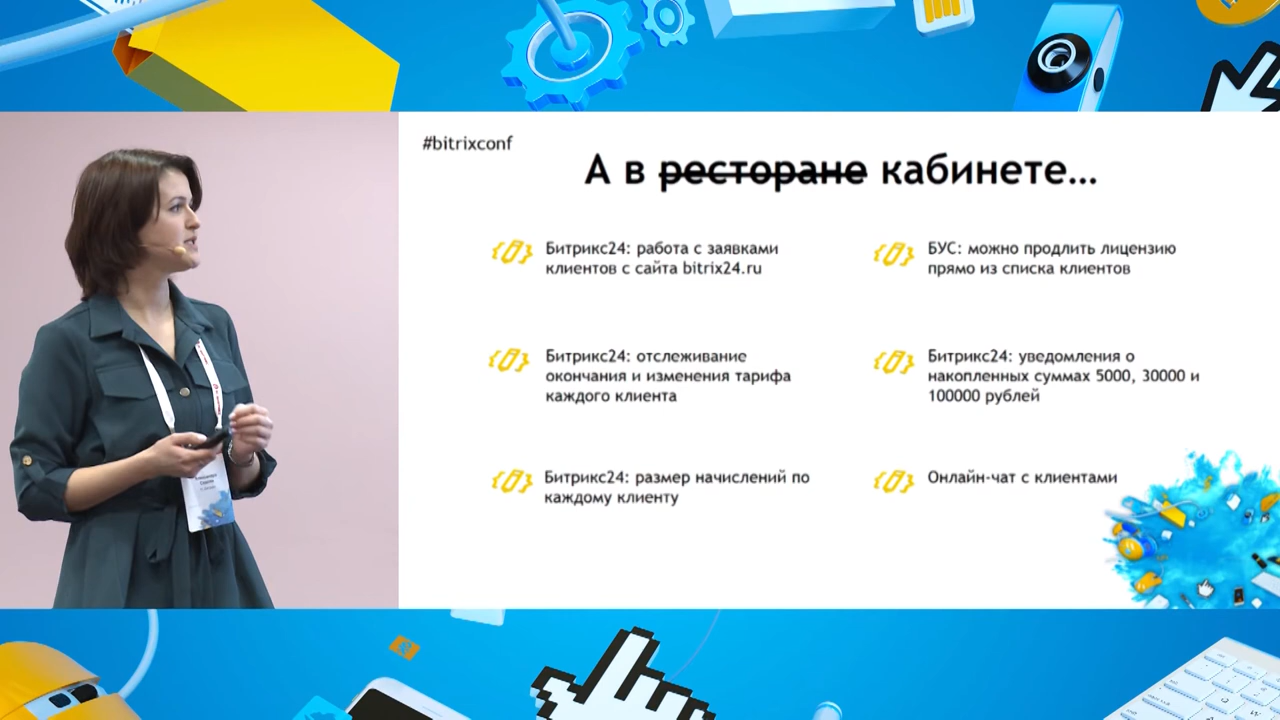 #bitrixconf
А в ресторане кабинете...
Битрикс24: работа с заявками
клиентов с сайта bitrix24.ru
БУС: можно продлить лицензию
прямо из списка клиентов
Битрикс24: отслеживание
окончания и изменения тарифа
каждого клиента
Битрикс24: уведомления о
накопленных суммах 5000, 30000 и
100000 рублей
Битрикс24: размер начислений по
каждому клиенту
Онлайн-чат с клиентами